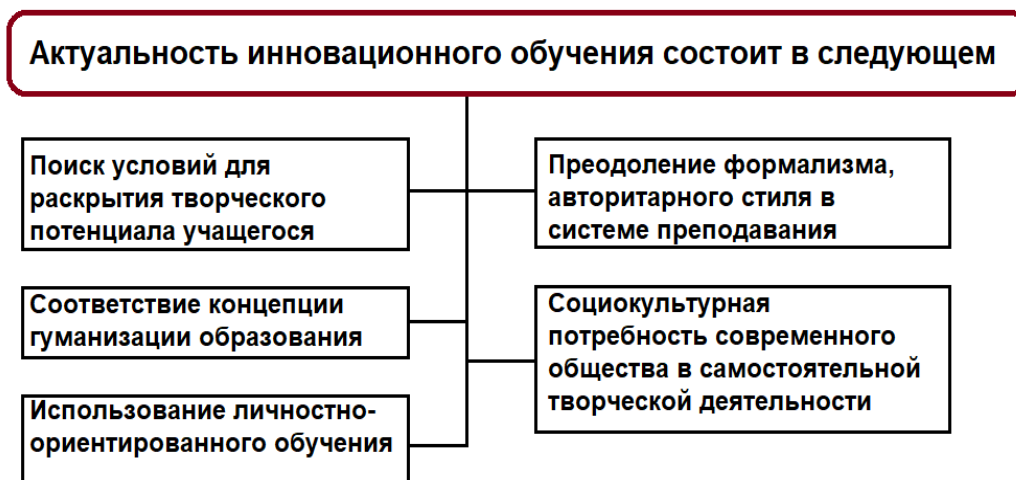 Актуальность инновационного обучения состоит в следующем
Поиск условий для
раскрытия творческого
потенциала учащегося
Преодоление формализма,
авторитарного стиля в
системе преподавания
Соответствие концепции
гуманизации образования
Социокультурная
потребность современного
общества в самостоятельной
творческой деятельности
Использование личностно-
ориентированного обучения